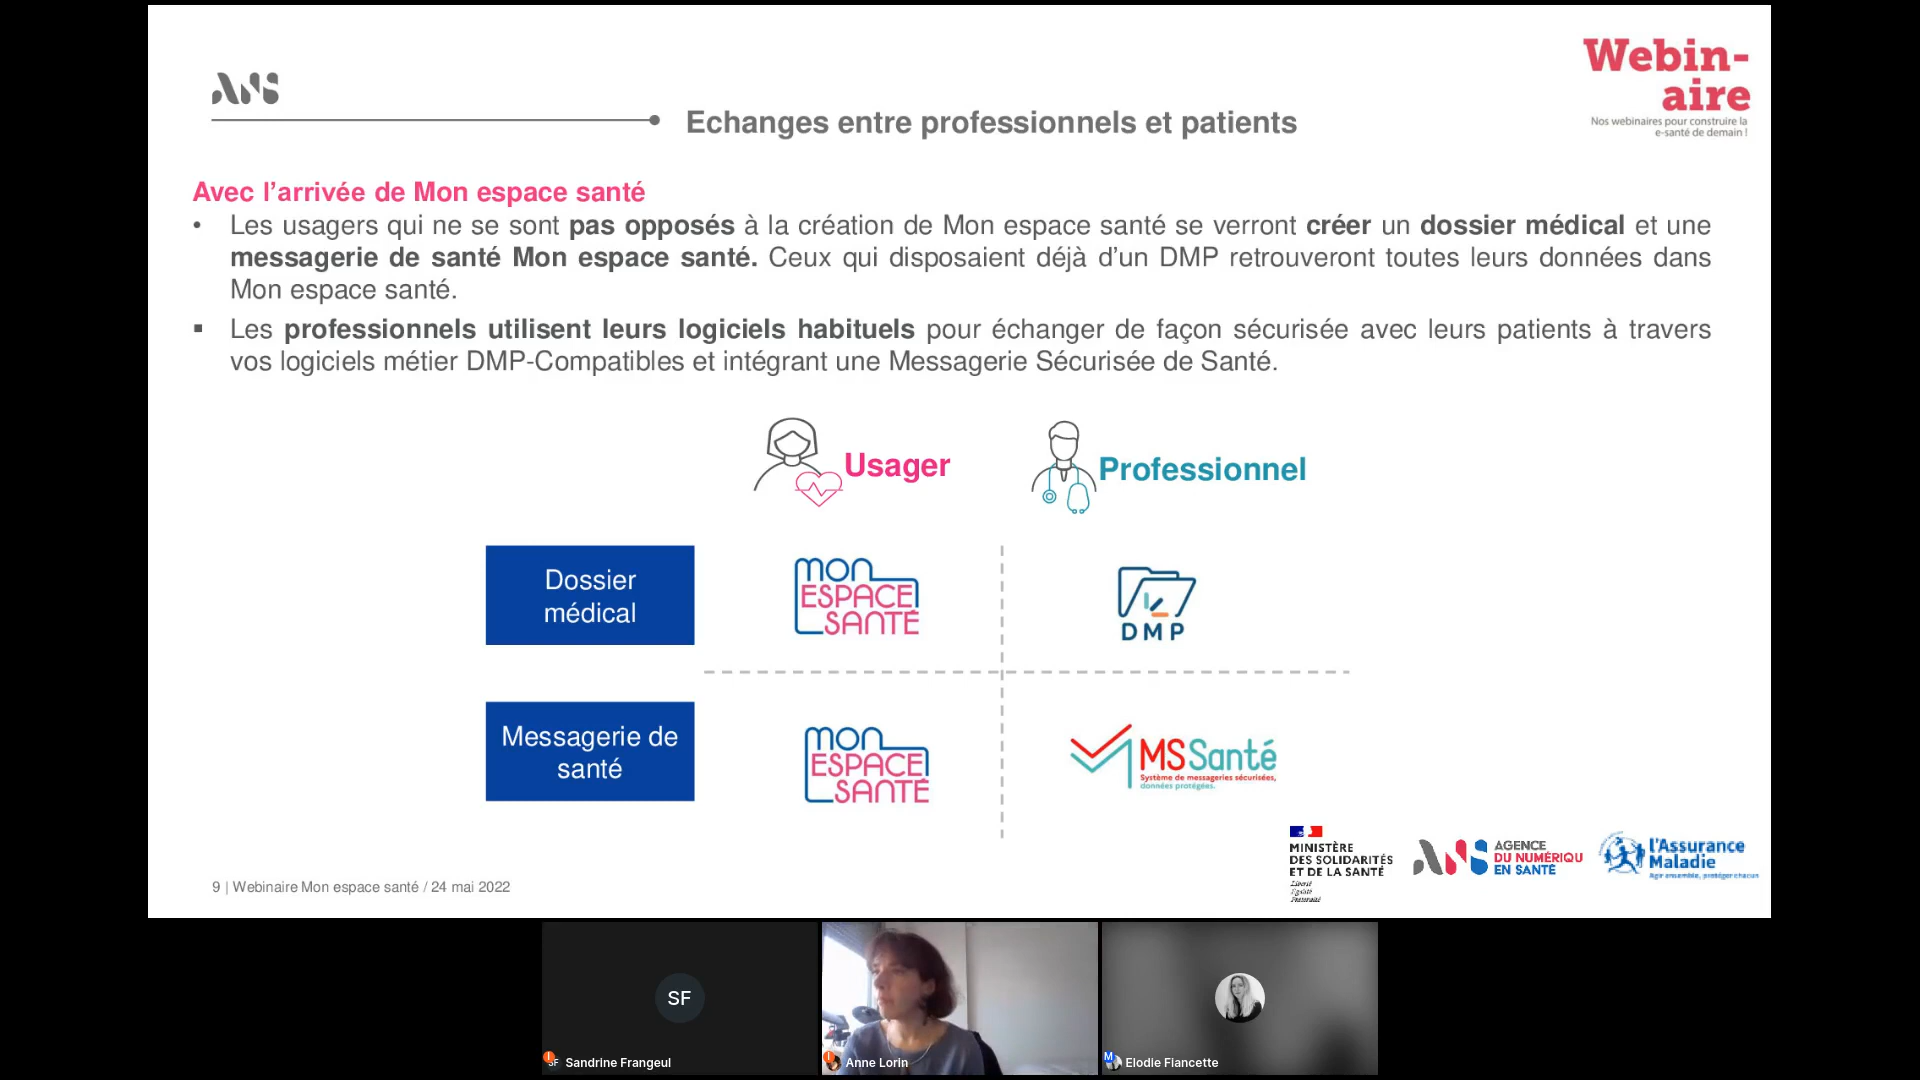 Webin-
aire
Nos webinaires pour construire la
e-santé de demain !
ANS
Echanges entre professionnels et patients
Avec l’arrivée de Mon espace santé
• Les usagers qui ne se sont pas opposés à la création de Mon espace santé se verront créer un dossier médical et une
messagerie de santé Mon espace santé. Ceux qui disposaient déjà d’un DMP retrouveront toutes leurs données dans
Mon espace santé.
▪ Les professionnels utilisent leurs logiciels habituels pour échanger de façon sécurisée avec leurs patients à travers
vos logiciels métier DMP-Compatibles et intégrant une Messagerie Sécurisée de Santé.
Usager
Professionnel
Dossier
médical
mon
ESPACE
SANTÉ
DMP
Messagerie de
santé
mon
ESPACE
SANTÉ
MSSanté
Système de messageries sécurisées,
données protégées.
MINISTÈRE
DES SOLIDARITÉS
ET DE LA SANTÉ
Liberté
Égalité
Fraternité
ANS
AGENCE
DU NUMÉRIQU
EN SANTÉ
l'Assurance
Maladie
Agir ensemble, protéger chacun
9 | Webinaire Mon espace santé / 24 mai 2022
SF
SF Sandrine Frangeul
Anne Lorin
M Elodie Fiancette